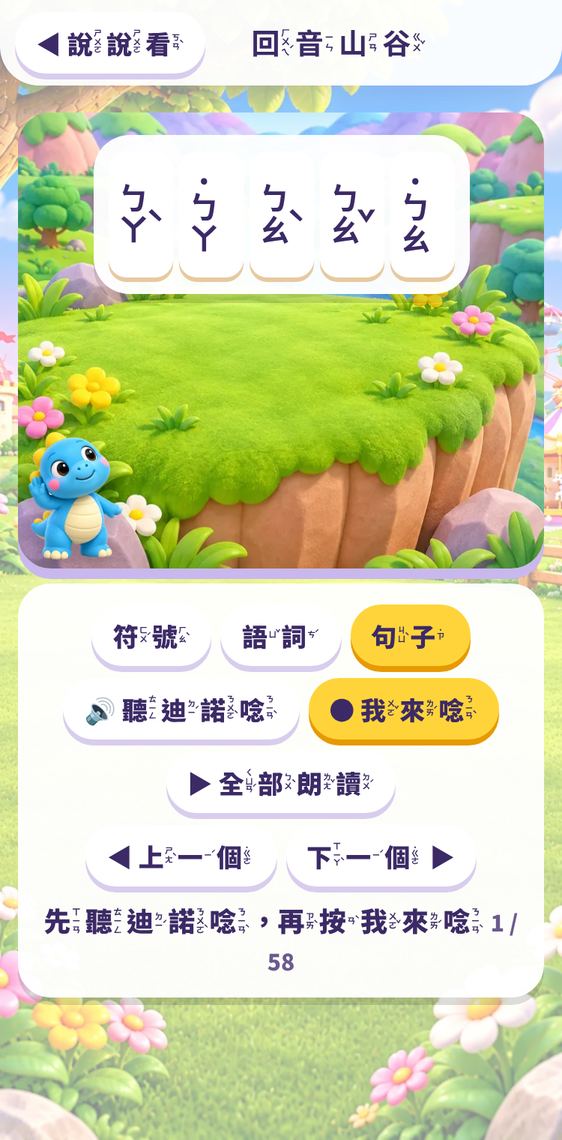 ◀ 說說看
回音山谷
ㄅㄚˋ ˙ㄅㄚ ㄅㄠˋ ㄅㄠˇ ˙ㄅㄠ
符號 語詞 句子
🔊 聽迪諾唸 ● 我來唸
▶ 全部朗讀
◀ 上一個 下一個 ▶
先聽迪諾唸，再按我來唸 1 /
58